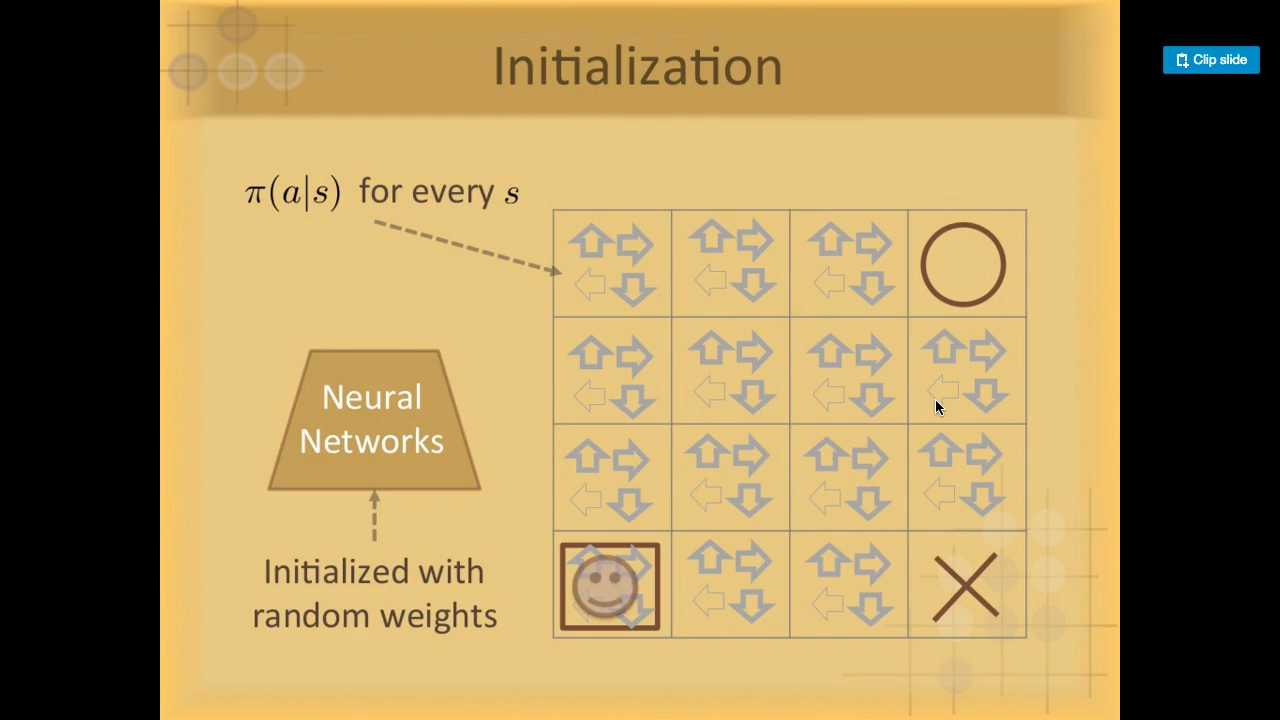 Initialization
Clip slide
π(a|s) for every s
Neural
Networks
Initialized with
random weights